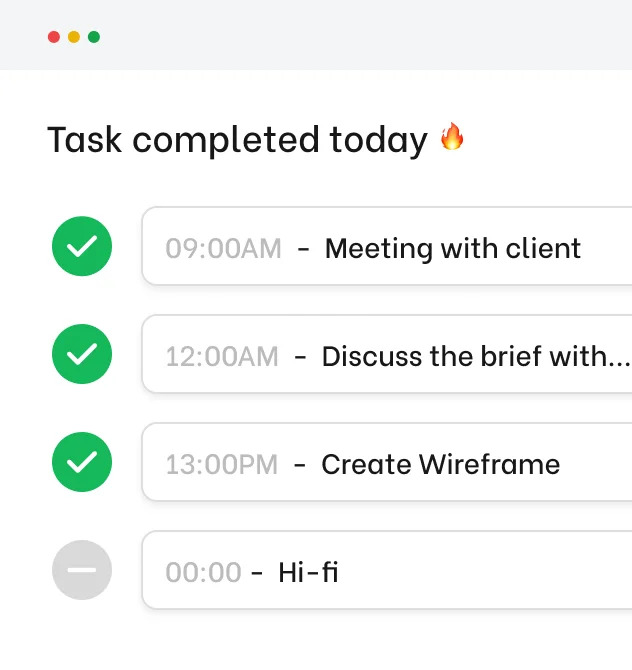 Task completed today 🔥
09:00AM - Meeting with client
12:00AM - Discuss the brief with...
13:00PM - Create Wireframe
00:00 - Hi-fi